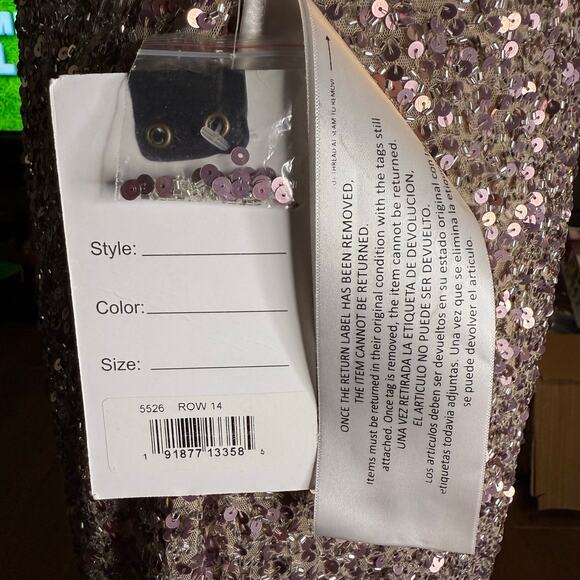 Style:
Color:
Size:
5526 ROW 14
1 91877 13358 5
ONCE THE RETURN LABEL HAS BEEN REMOVED,
THE ITEM CANNOT BE RETURNED.
Items must be returned in their original condition with the tags still
attached. Once tag is removed, the item cannot be returned.
UNA VEZ RETIRADA LA ETIQUETA DE DEVOLUCION,
EL ARTICULO NO PUEDE SER DEVUELTO.
Los articulos deben ser devueltos en su estado original con
etiquetas todavia adjuntas. Una vez que se elimina la
se puede devolver el articulo.
THREAD AT SEAM TO REMOVE